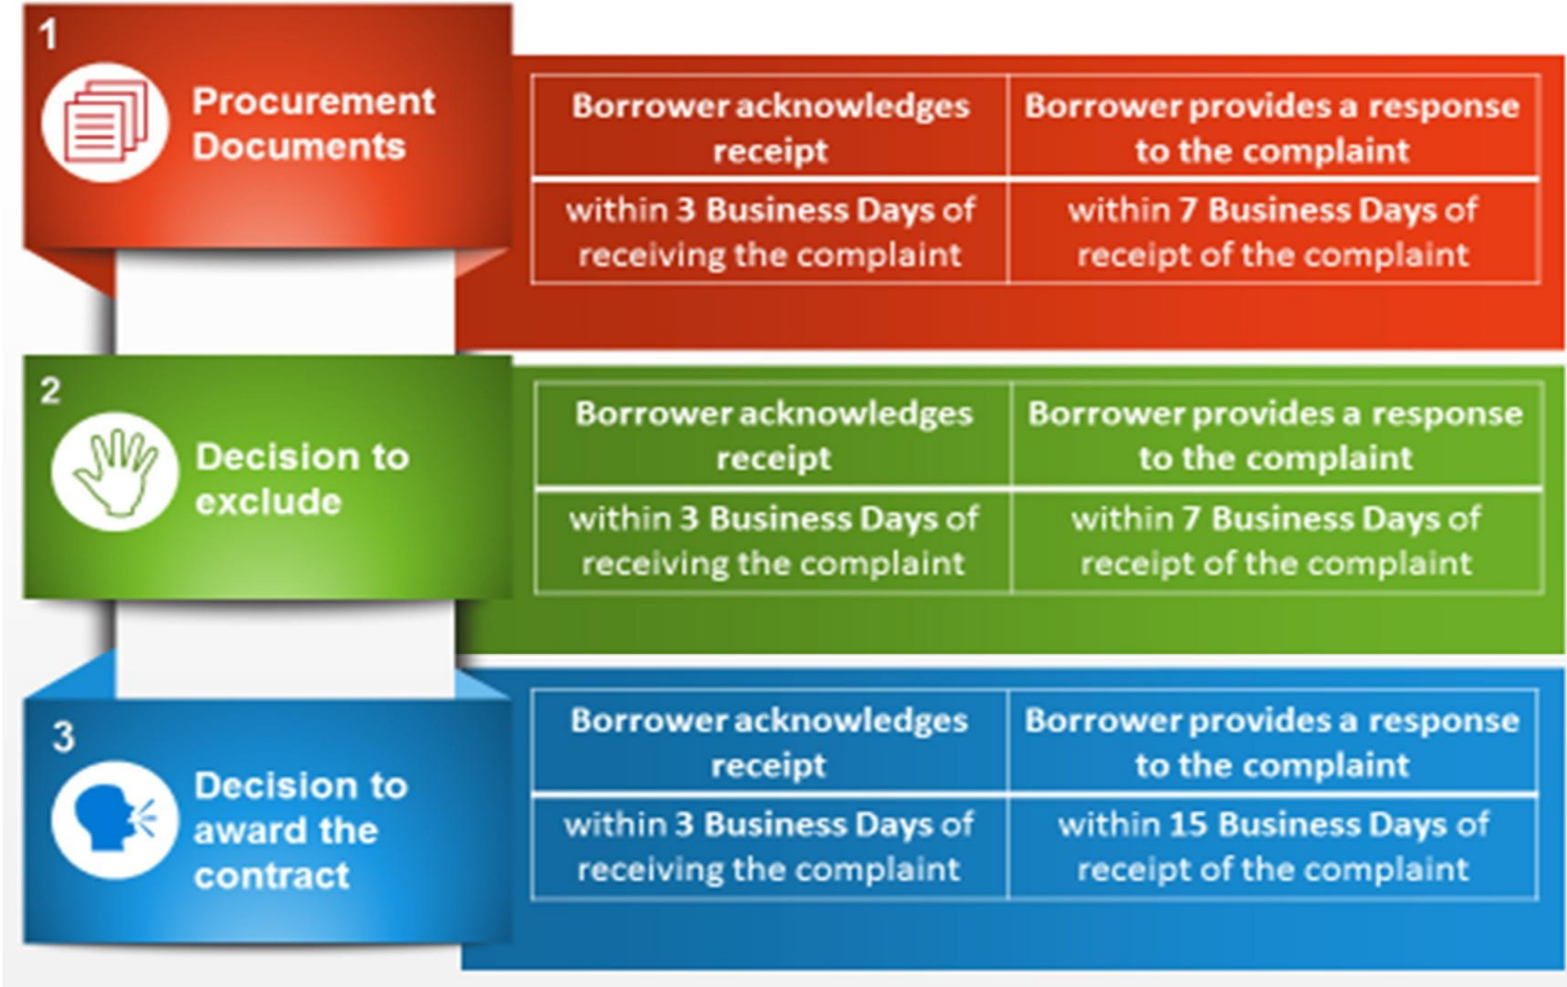 1
Procurement
Documents
Borrower acknowledges
receipt
Borrower provides a response
to the complaint
within 3 Business Days of
receiving the complaint
within 7 Business Days of
receipt of the complaint
2
Decision to
exclude
Borrower acknowledges
receipt
Borrower provides a response
to the complaint
within 3 Business Days of
receiving the complaint
within 7 Business Days of
receipt of the complaint
3
Decision to
award the
contract
Borrower acknowledges
receipt
Borrower provides a response
to the complaint
within 3 Business Days of
receiving the complaint
within 15 Business Days of
receipt of the complaint